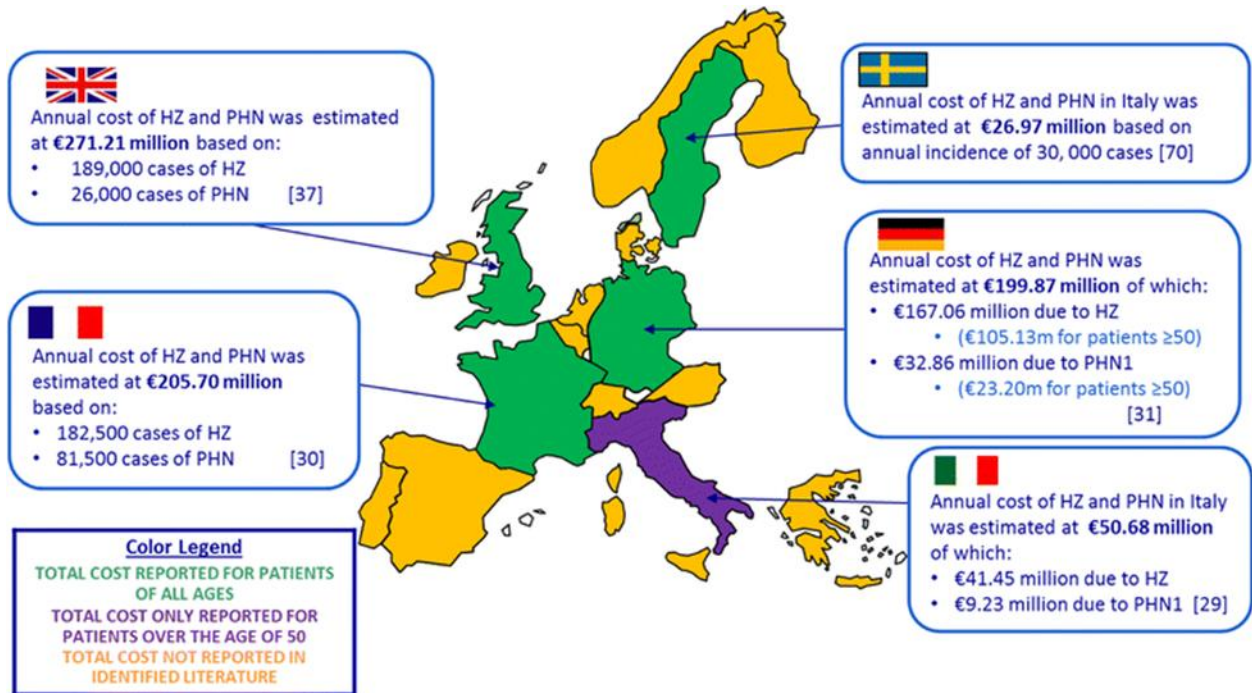 Annual cost of HZ and PHN was estimated
at €271.21 million based on:
• 189,000 cases of HZ
• 26,000 cases of PHN [37]
Annual cost of HZ and PHN was
estimated at €205.70 million
based on:
• 182,500 cases of HZ
• 81,500 cases of PHN [30]
Color Legend
TOTAL COST REPORTED FOR PATIENTS
OF ALL AGES
TOTAL COST ONLY REPORTED FOR
PATIENTS OVER THE AGE OF 50
TOTAL COST NOT REPORTED IN
IDENTIFIED LITERATURE
Annual cost of HZ and PHN in Italy was
estimated at €26.97 million based on
annual incidence of 30, 000 cases [70]
Annual cost of HZ and PHN was
estimated at €199.87 million of which:
• €167.06 million due to HZ
• (€105.13m for patients ≥50)
• €32.86 million due to PHN1
• (€23.20m for patients ≥50)
[31]
Annual cost of HZ and PHN in Italy
was estimated at €50.68 million
of which:
• €41.45 million due to HZ
• €9.23 million due to PHN1 [29]